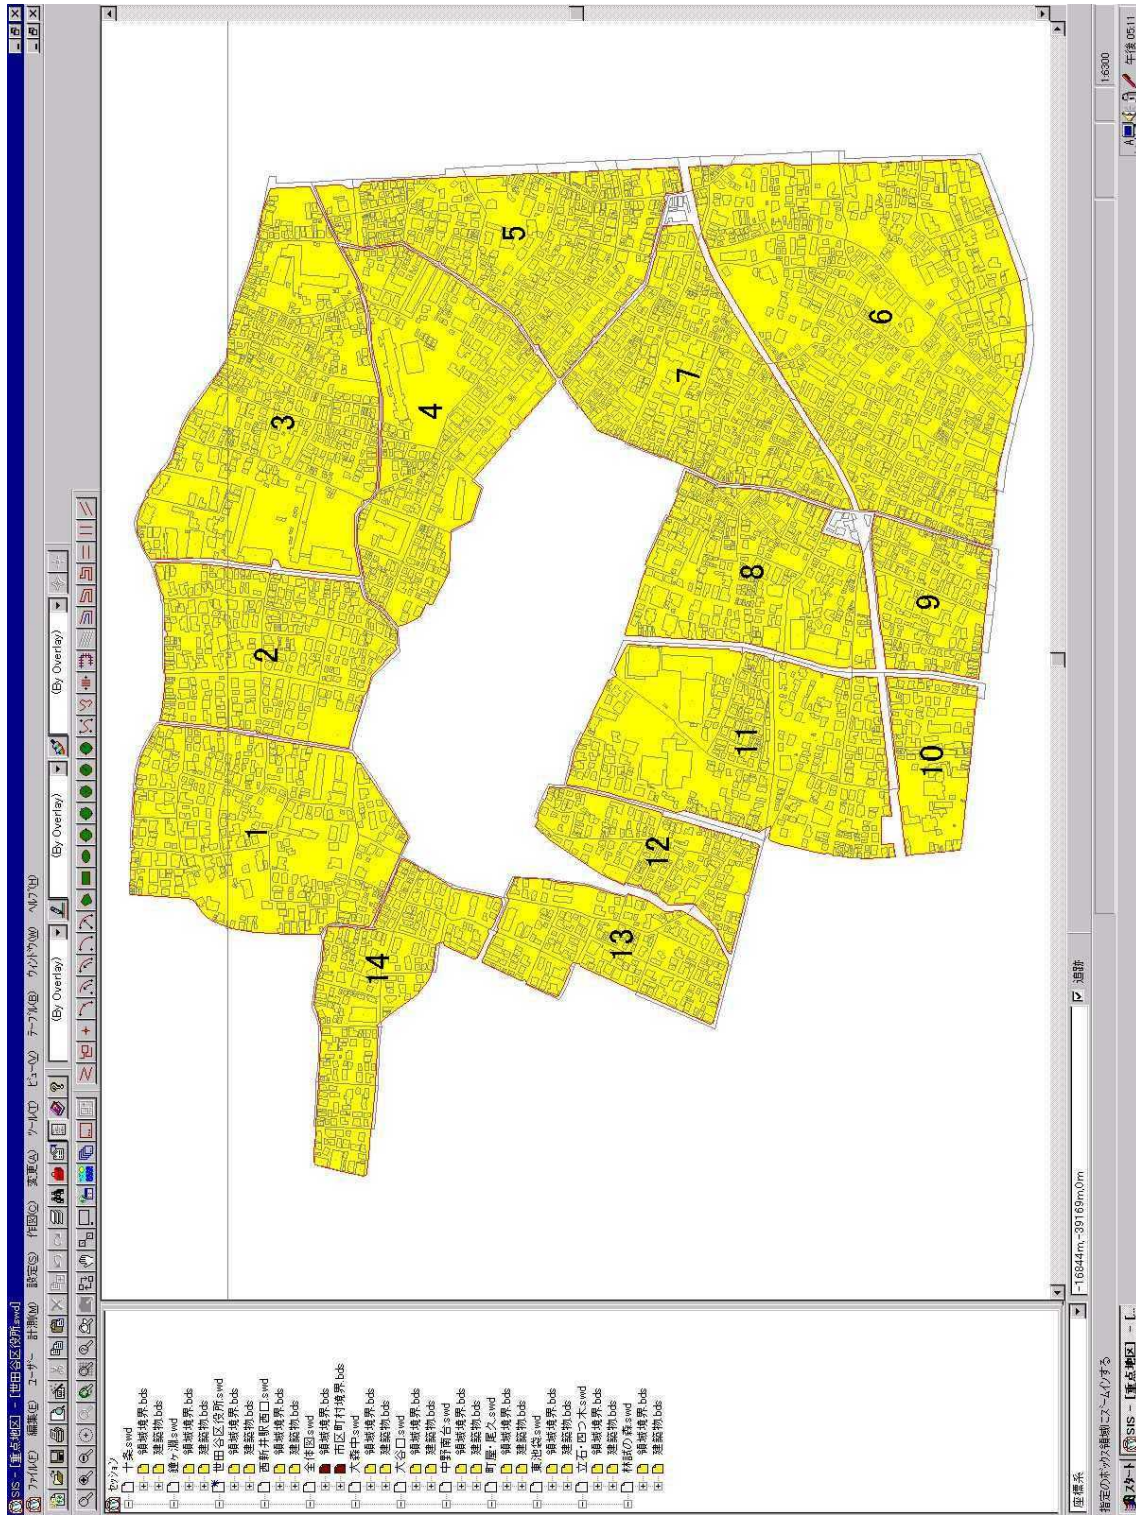 SIS - [重点地区] - [世田谷区役所.swd]
ファイル(F) 編集(E) ユーザー 計測(M) 設定(S) 作図(C) 変更(A) ツール(T) ビュー(V) テーブル(B) ウィンドウ(W) ヘルプ(H)
(By Overlay) (By Overlay) (By Overlay)
セッション
十条.swd
領域境界.bds
建築物.bds
鐘ヶ淵.swd
領域境界.bds
建築物.bds
世田谷区役所.swd
領域境界.bds
建築物.bds
西新井駅西口.swd
領域境界.bds
建築物.bds
全体図.swd
領域境界.bds
市区町村境界.bds
大森中.swd
領域境界.bds
建築物.bds
大谷口.swd
領域境界.bds
建築物.bds
中野南台.swd
領域境界.bds
建築物.bds
町屋・尾久.swd
領域境界.bds
建築物.bds
東池袋.swd
領域境界.bds
建築物.bds
立石・四つ木.swd
領域境界.bds
建築物.bds
林試の森.swd
領域境界.bds
建築物.bds
1
2
3
4
5
6
7
8
9
10
11
12
13
14
座標系
-16844m,-39169m,0m
追跡
指定のボックス領域にズームインする
1:6300
スタート
SIS - [重点地区] - [...
A
午後 05:11